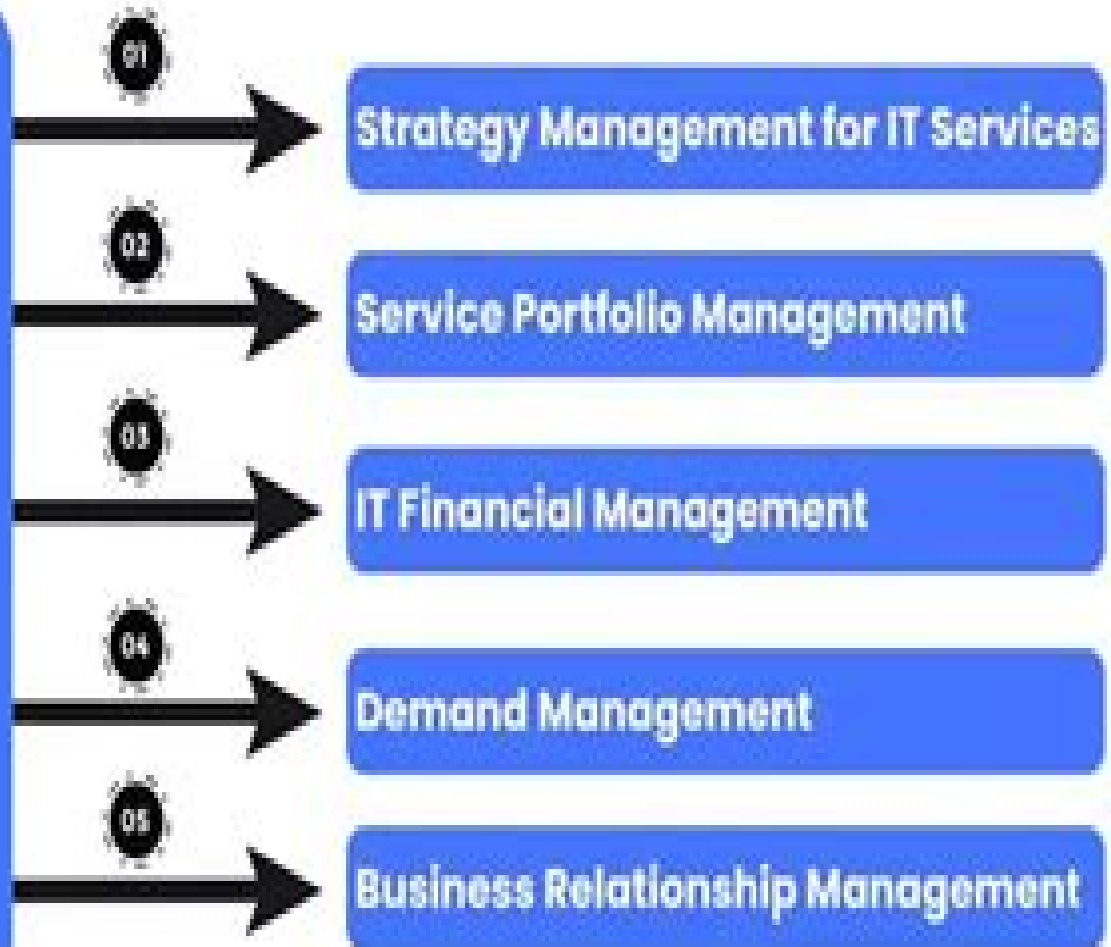 01
Strategy Management for IT Services
02
Service Portfolio Management
03
IT Financial Management
04
Demand Management
05
Business Relationship Management